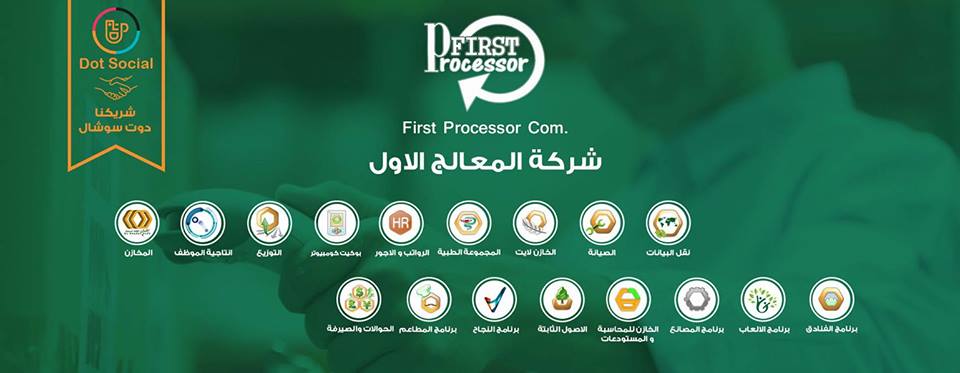 Dot Social
شريكنا
دوت سوشال
FIRST
Processor
First Processor Com.
شركة المعالج الاول
نقل البيانات
الصيانة
الخازن لايت
المجموعة الطبية
HR
الرواتب و الاجور
بوكيت كومبيوتر
التوزيع
انتاجية الموظف
المخازن
برنامج الفنادق
برنامج الالعاب
برنامج المصانع
الخازن للمحاسبة
و المستودعات
الاصول الثابتة
برنامج النجاح
برنامج المطاعم
الحوالات والصيرفة